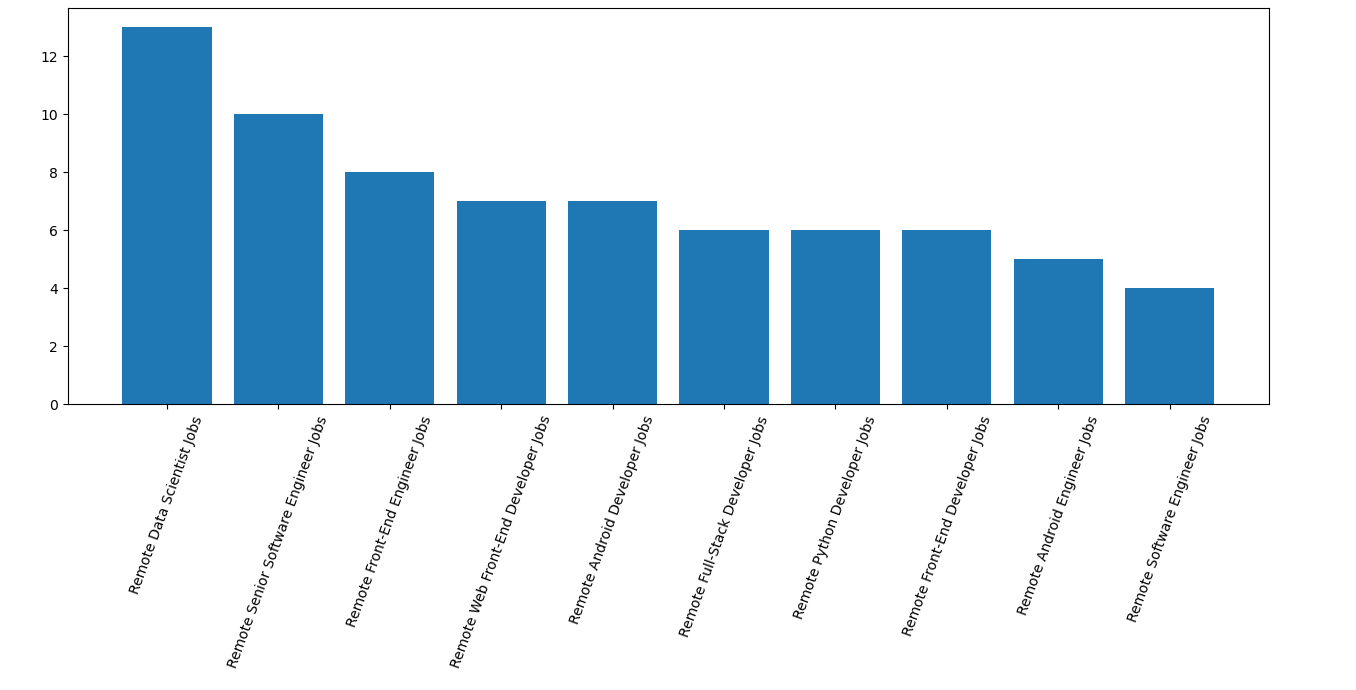 12
10
8
6
4
2
0
Remote Data Scientist Jobs
Remote Senior Software Engineer Jobs
Remote Front-End Engineer Jobs
Remote Web Front-End Developer Jobs
Remote Android Developer Jobs
Remote Full-Stack Developer Jobs
Remote Python Developer Jobs
Remote Front-End Developer Jobs
Remote Android Engineer Jobs
Remote Software Engineer Jobs